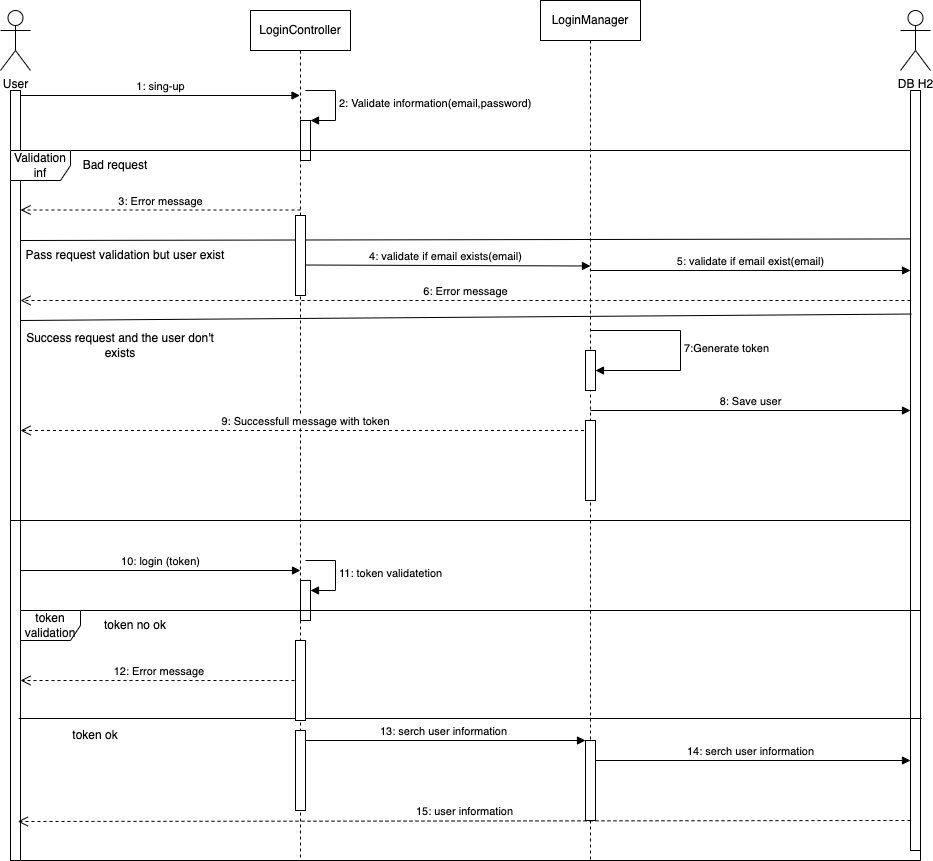 LoginController
LoginManager
User
DB H2
1: sing-up
2: Validate information(email,password)
Validation
inf
Bad request
3: Error message
Pass request validation but user exist
4: validate if email exists(email)
5: validate if email exist(email)
6: Error message
Success request and the user don't
exists
7:Generate token
8: Save user
9: Successfull message with token
10: login (token)
11: token validatetion
token
validation
token no ok
12: Error message
token ok
13: serch user information
14: serch user information
15: user information